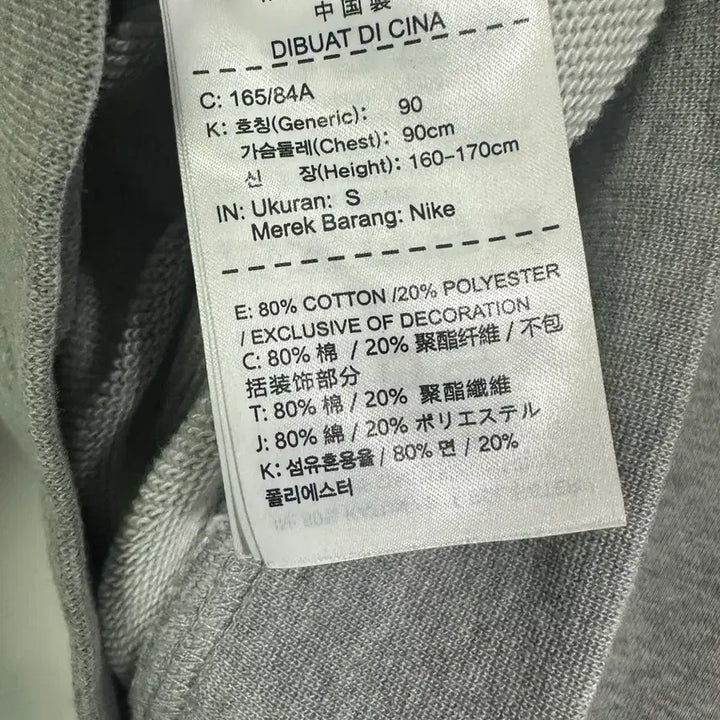 中国製
DIBUAT DI CINA
C: 165/84A
K: 호칭(Generic): 90
가슴둘레(Chest): 90cm
신 장(Height): 160-170cm
IN: Ukuran: S
Merek Barang: Nike
E: 80% COTTON /20% POLYESTER
/ EXCLUSIVE OF DECORATION
C: 80% 棉 / 20% 聚酯纤维 / 不包
括装饰部分
T: 80% 棉 / 20% 聚酯纖維
J: 80% 綿 / 20% ポリエステル
K: 섬유혼용율 / 80% 면 / 20%
폴리에스터